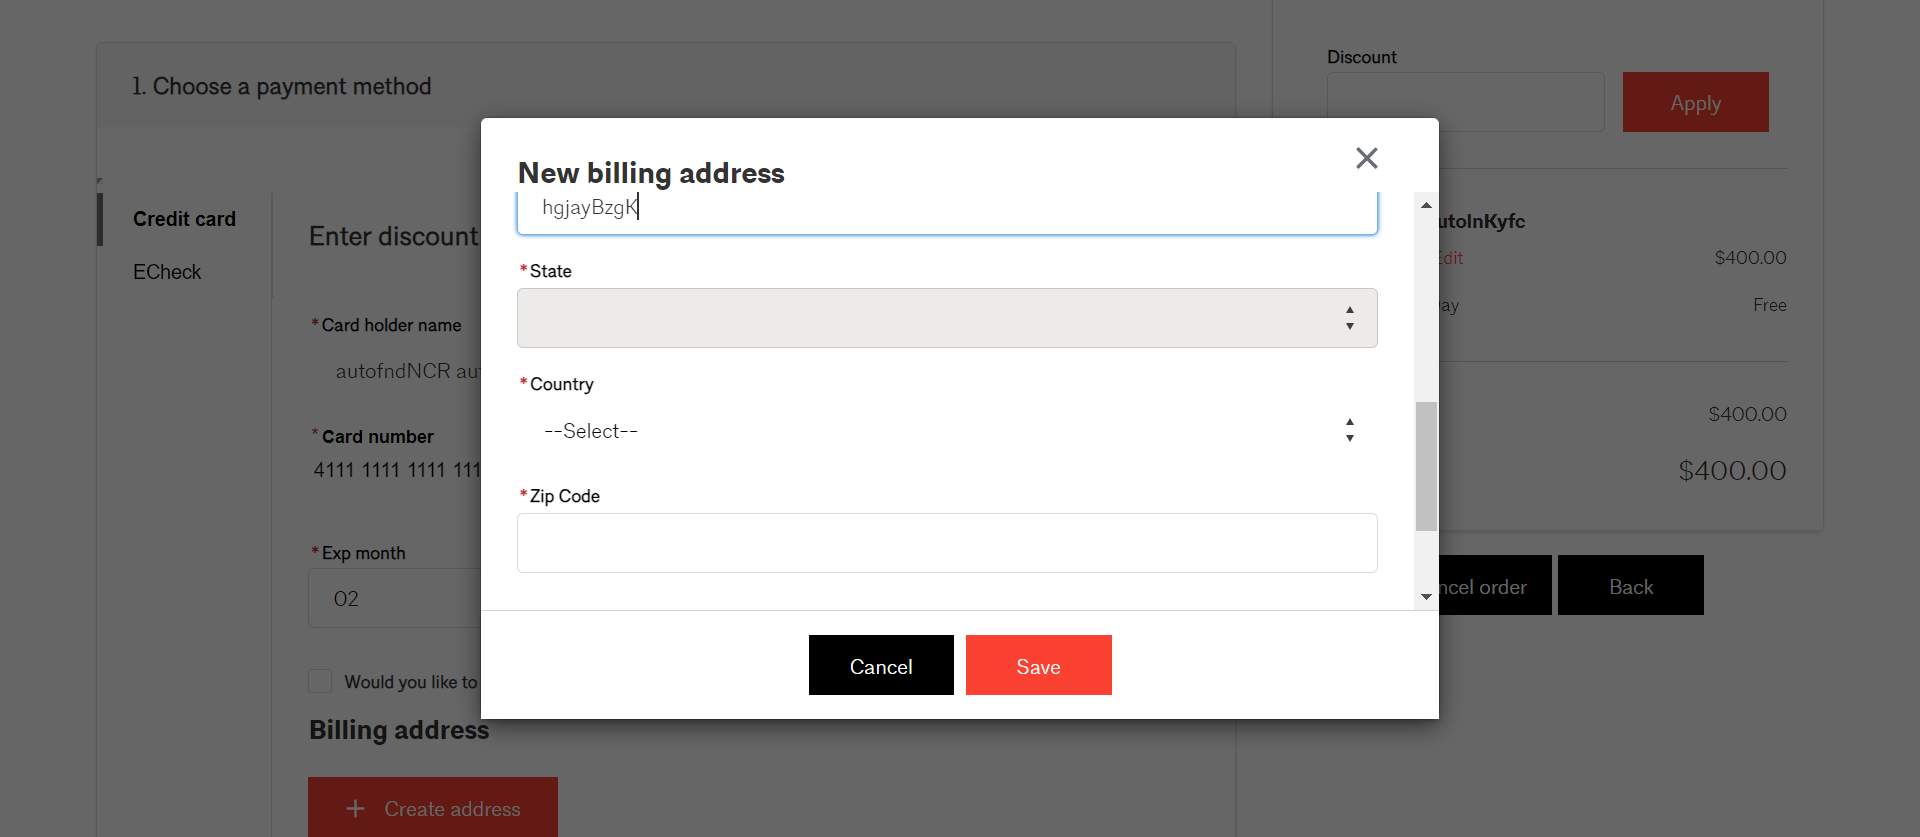 1. Choose a payment method
Credit card
ECheck
Enter discount
*Card holder name
autofndNCR
*Card number
4111 1111 1111 111
*Exp month
02
Would you like to
Billing address
+ Create address
New billing address
hgjayBzgK
*State
*Country
--Select--
*Zip Code
Cancel
Save
Discount
Apply
utoInKyfc
Edit
$400.00
ay
Free
$400.00
$400.00
ncel order
Back